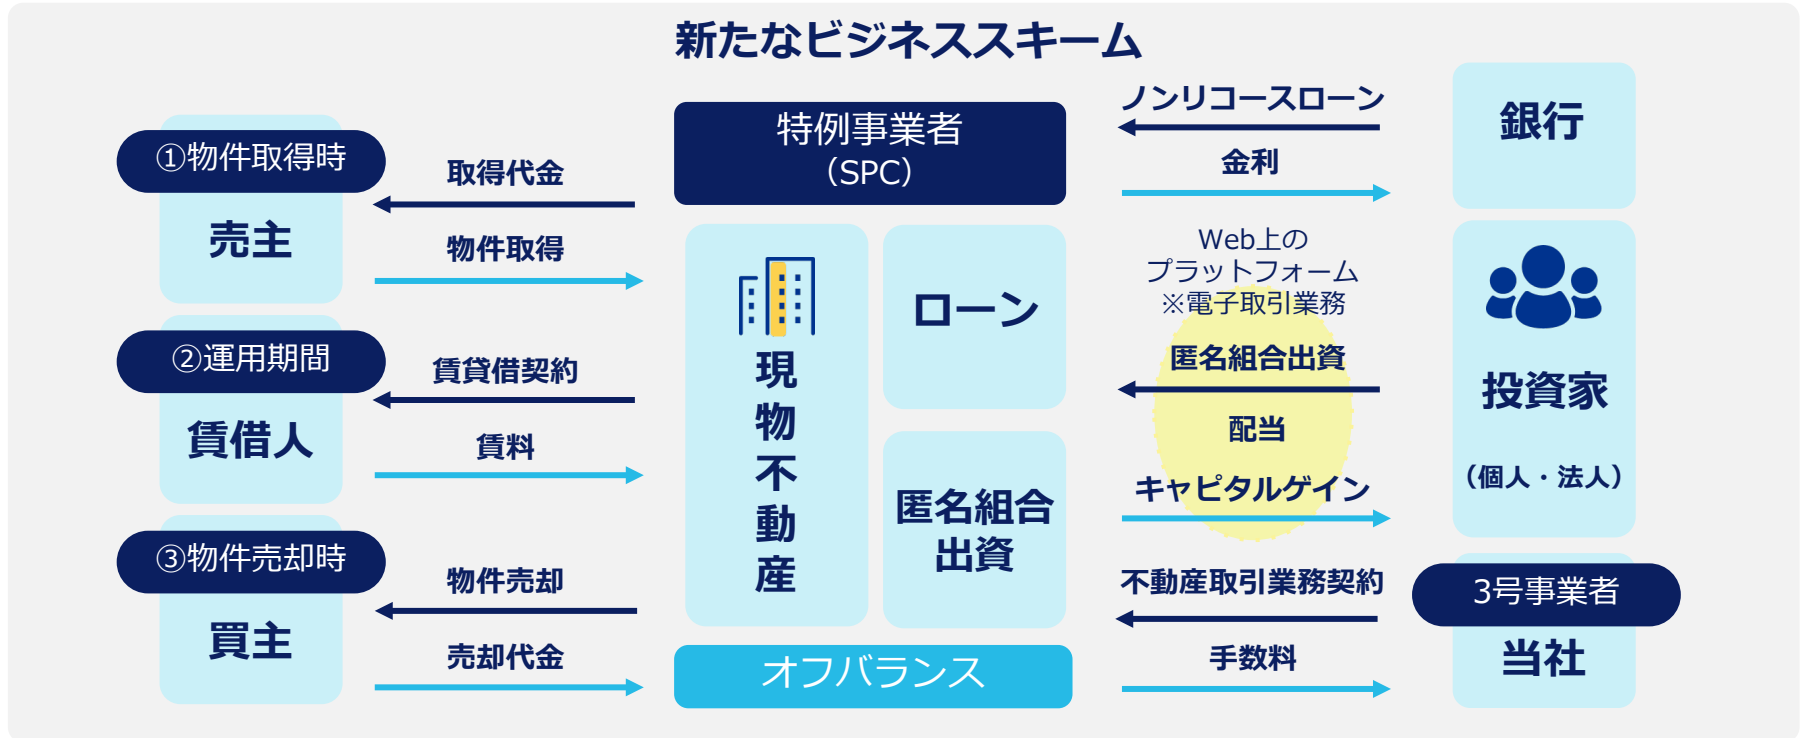 新たなビジネススキーム
①物件取得時
売主
取得代金
物件取得
②運用期間
賃借人
賃貸借契約
賃料
③物件売却時
買主
物件売却
売却代金
特例事業者
（SPC）
現
物
不
動
産
ローン
匿名組合
出資
オフバランス
ノンリコースローン
金利
銀行
Web上の
プラットフォーム
※電子取引業務
匿名組合出資
配当
キャピタルゲイン
投資家
（個人・法人）
不動産取引業務契約
手数料
3号事業者
当社